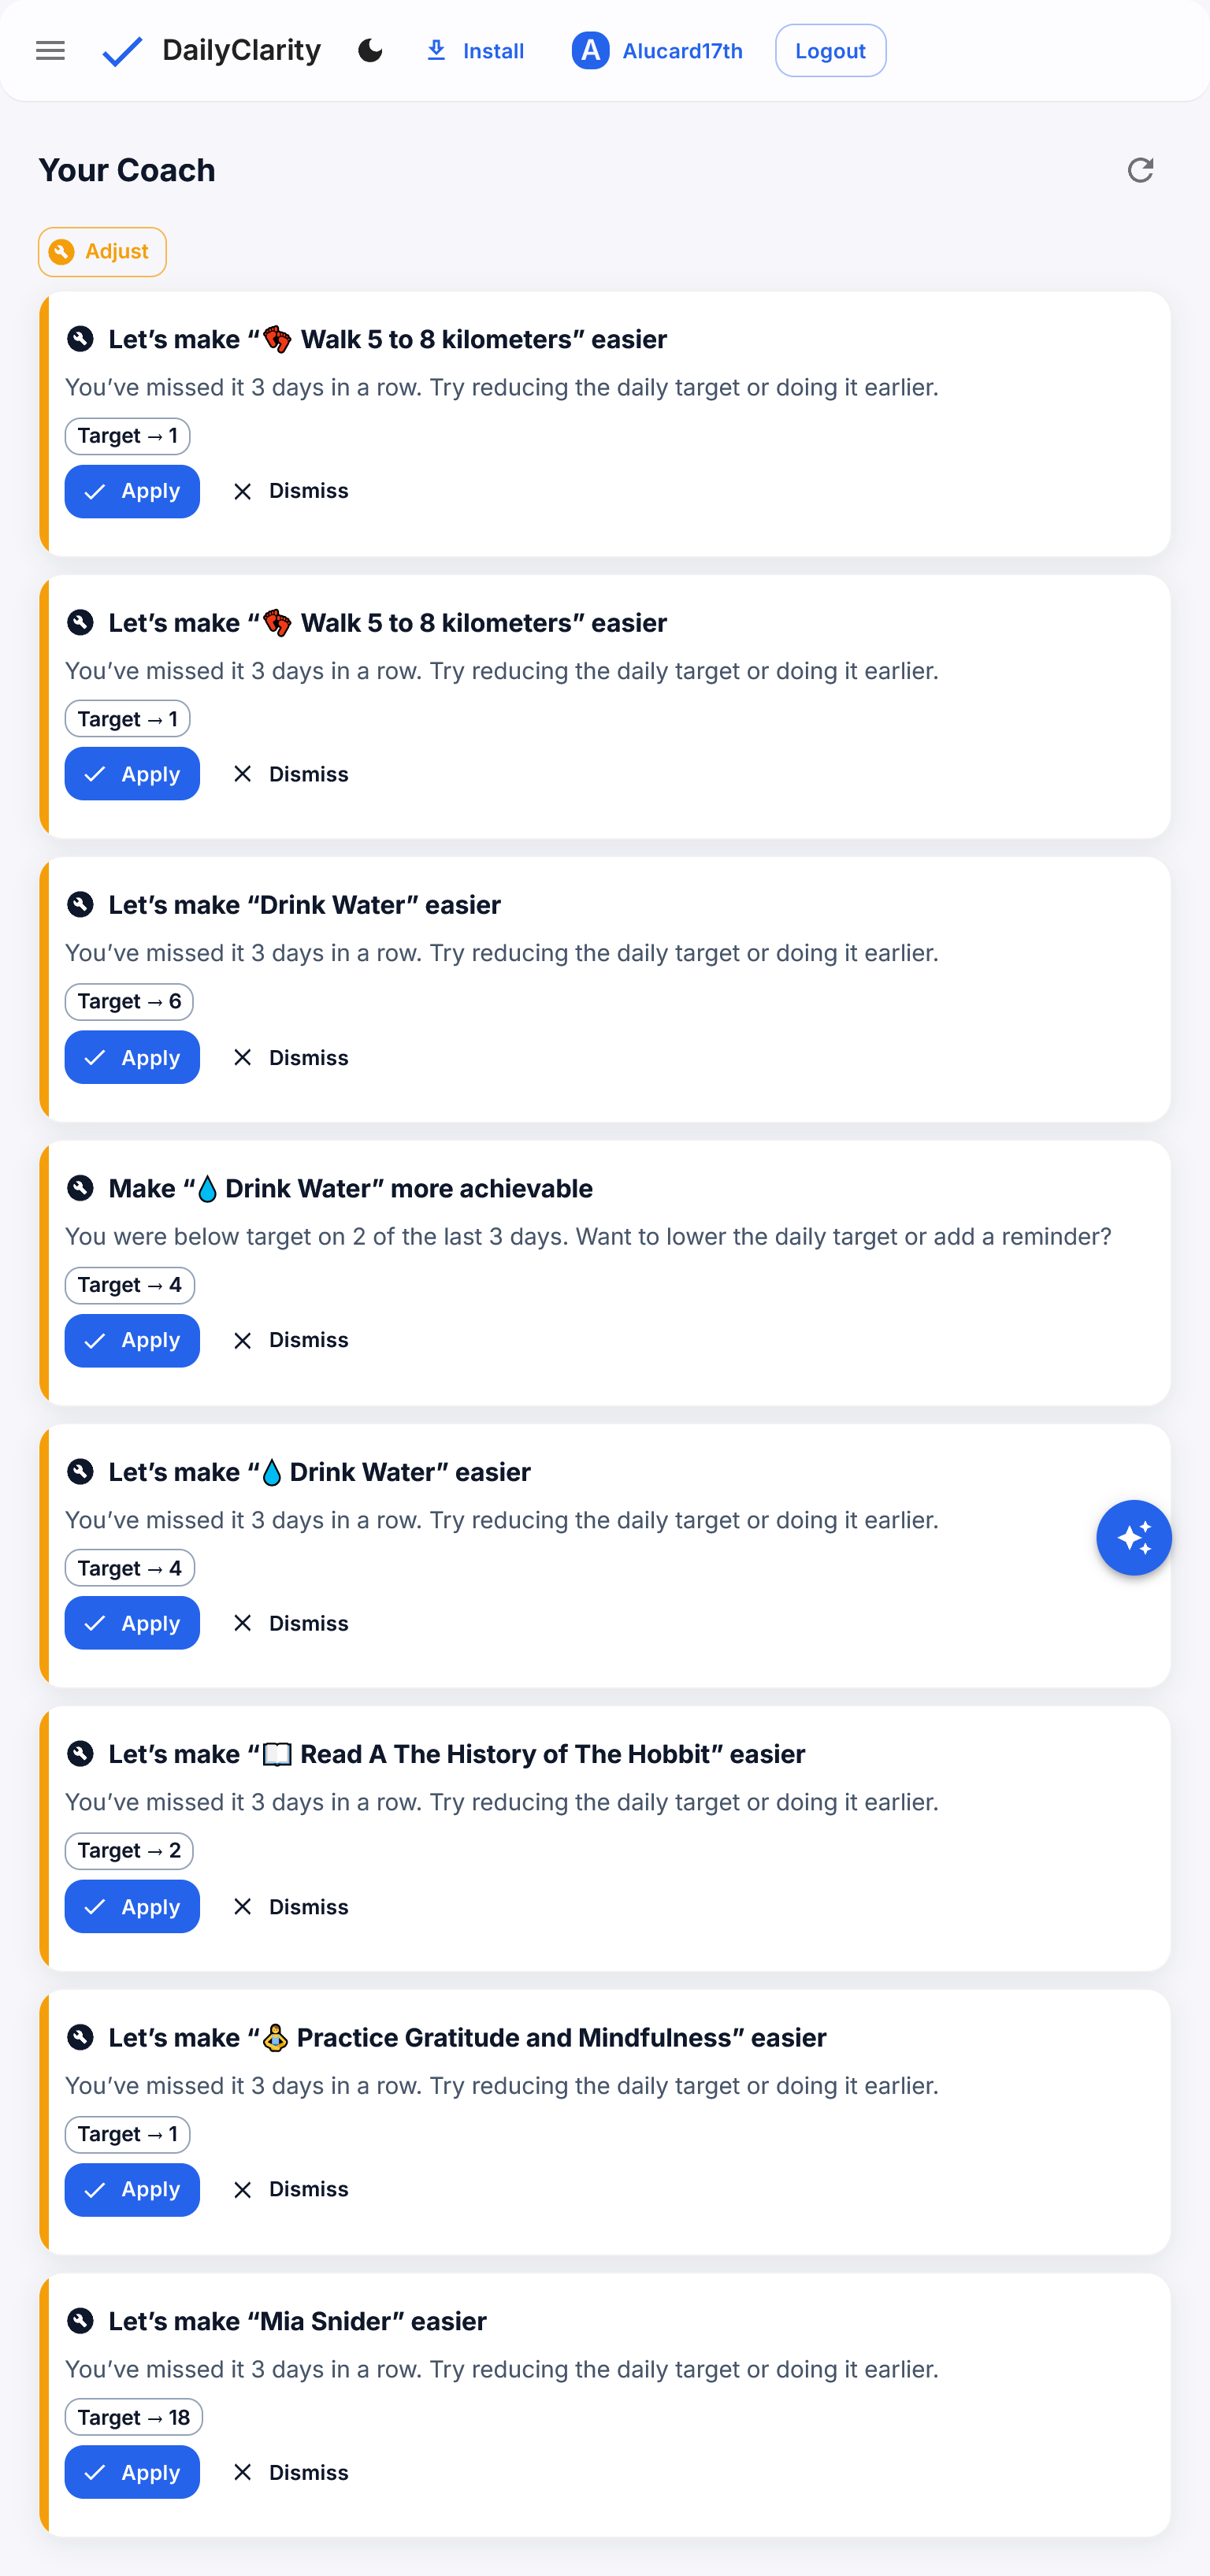 DailyClarity Install A Alucard17th Logout
Your Coach
Adjust
Let’s make “👣 Walk 5 to 8 kilometers” easier
You’ve missed it 3 days in a row. Try reducing the daily target or doing it earlier.
Target → 1
Apply Dismiss
Let’s make “👣 Walk 5 to 8 kilometers” easier
You’ve missed it 3 days in a row. Try reducing the daily target or doing it earlier.
Target → 1
Apply Dismiss
Let’s make “Drink Water” easier
You’ve missed it 3 days in a row. Try reducing the daily target or doing it earlier.
Target → 6
Apply Dismiss
Make “💧 Drink Water” more achievable
You were below target on 2 of the last 3 days. Want to lower the daily target or add a reminder?
Target → 4
Apply Dismiss
Let’s make “💧 Drink Water” easier
You’ve missed it 3 days in a row. Try reducing the daily target or doing it earlier.
Target → 4
Apply Dismiss
Let’s make “📖 Read A The History of The Hobbit” easier
You’ve missed it 3 days in a row. Try reducing the daily target or doing it earlier.
Target → 2
Apply Dismiss
Let’s make “🧘 Practice Gratitude and Mindfulness” easier
You’ve missed it 3 days in a row. Try reducing the daily target or doing it earlier.
Target → 1
Apply Dismiss
Let’s make “Mia Snider” easier
You’ve missed it 3 days in a row. Try reducing the daily target or doing it earlier.
Target → 18
Apply Dismiss